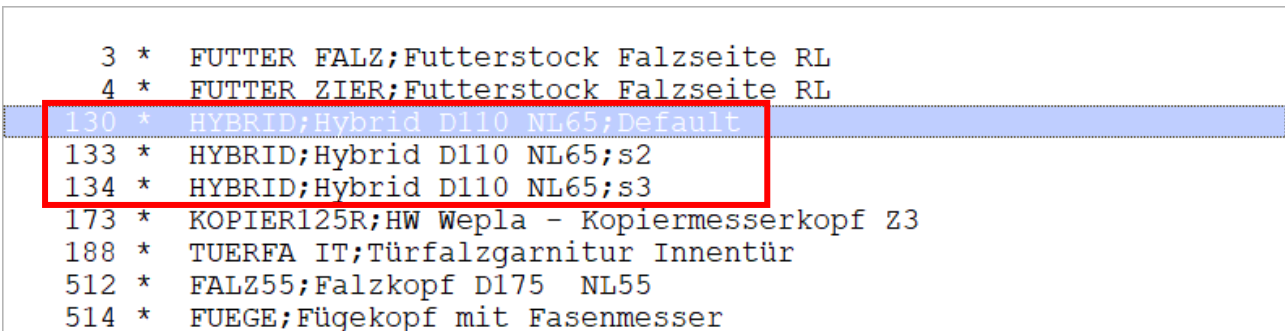 3 * FUTTER FALZ;Futterstock Falzseite RL
4 * FUTTER ZIER;Futterstock Falzseite RL
130 * HYBRID;Hybrid D110 NL65;Default
133 * HYBRID;Hybrid D110 NL65;s2
134 * HYBRID;Hybrid D110 NL65;s3
173 * KOPIER125R;HW Wepla - Kopiermesserkopf Z3
188 * TUERFA IT;Türfalzgarnitur Innentür
512 * FALZ55;Falzkopf D175  NL55
514 * FUEGE;Fügekopf mit Fasenmesser